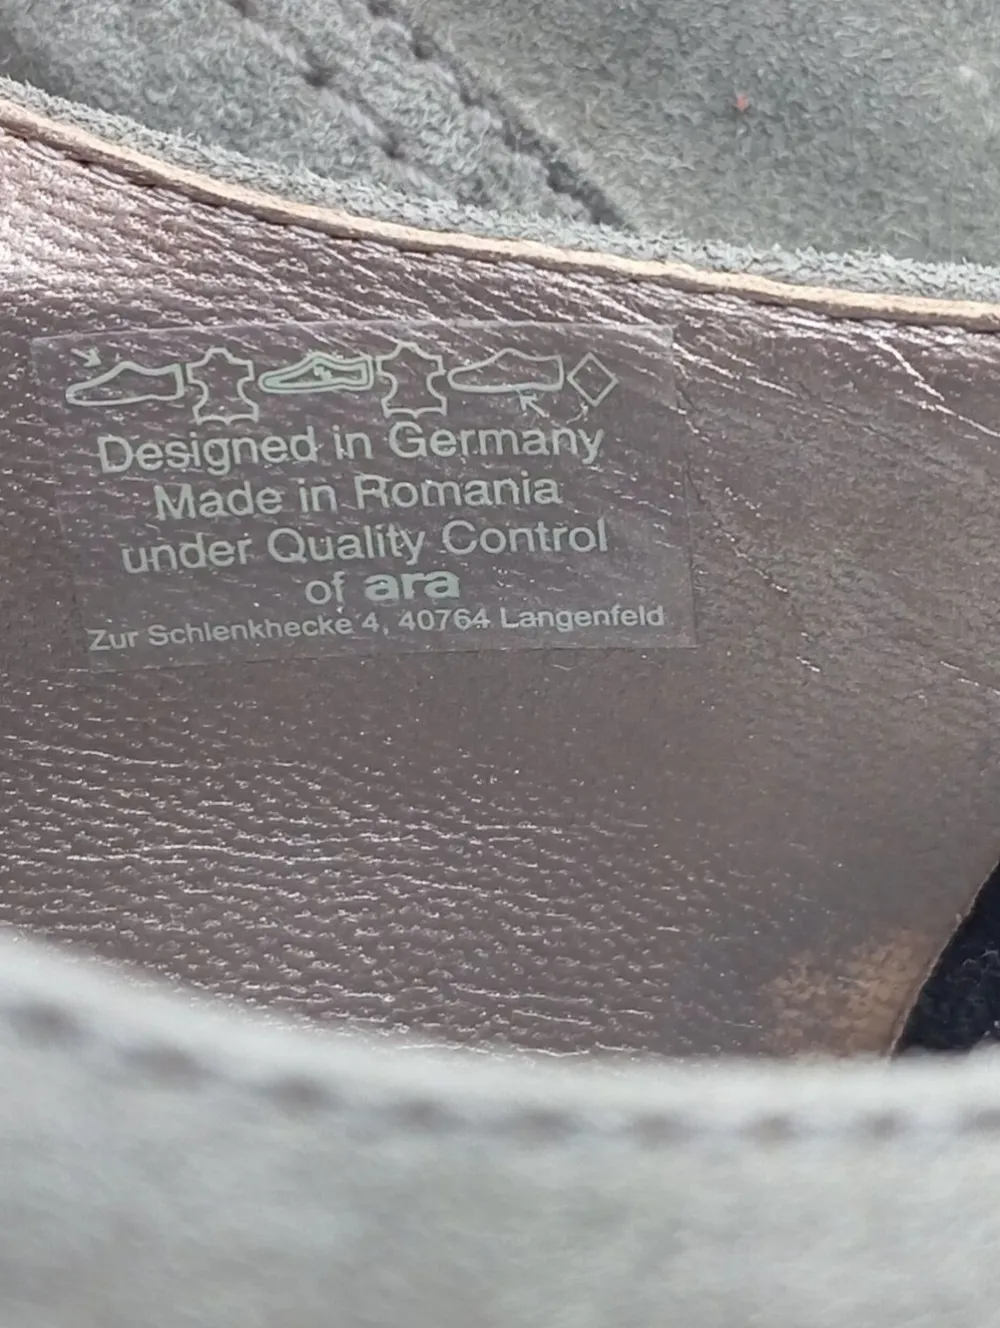 Designed in Germany
Made in Romania
under Quality Control
of ara
Zur Schlenkhecke 4, 40764 Langenfeld